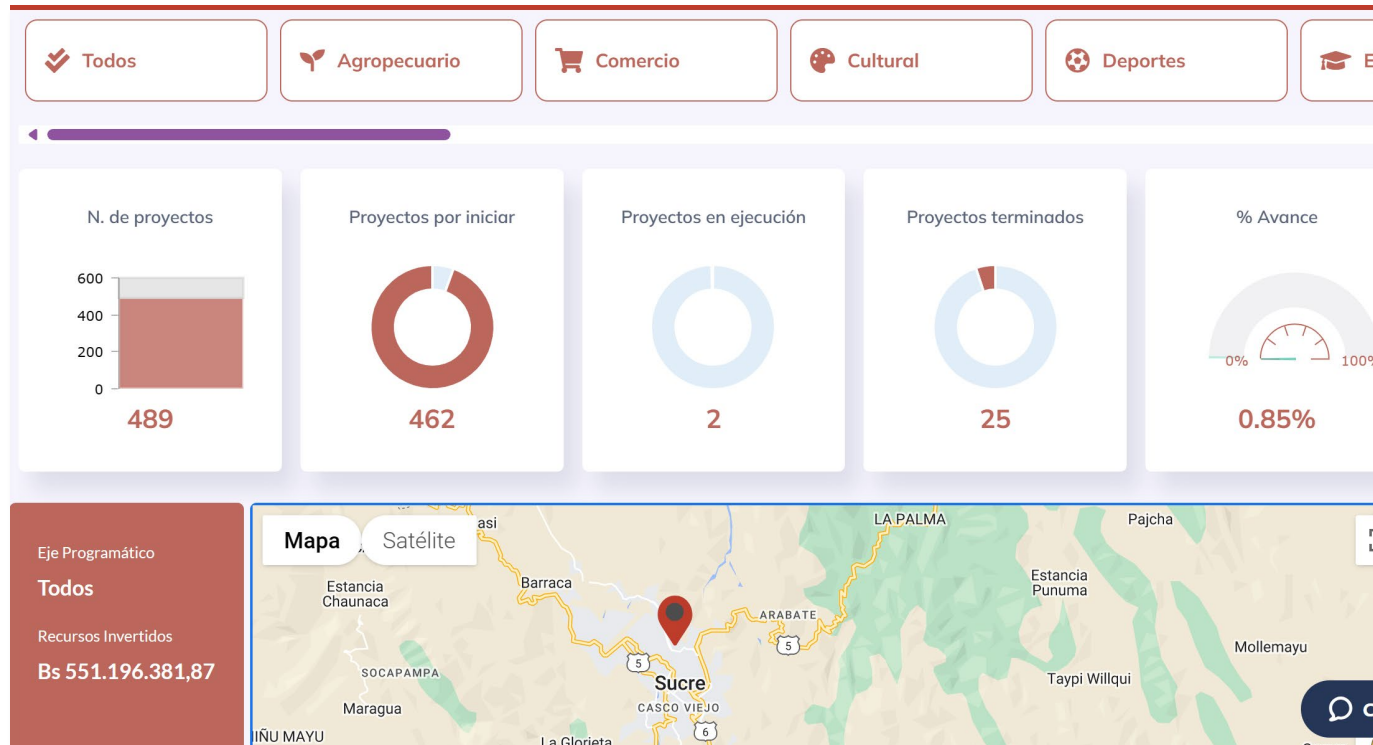 Todos
Agropecuario
Comercio
Cultural
Deportes
N. de proyectos
Proyectos por iniciar
Proyectos en ejecución
Proyectos terminados
% Avance
600
400
200
0
0%
100%
489
462
2
25
0.85%
Eje Programático
Todos
Recursos Invertidos
Bs 551.196.381,87
Mapa
Satélite
asi
LA PALMA
Pajcha
Estancia
Chaunaca
Barraca
Estancia
Punuma
ARABATE
5
5
Mollemayu
SOCAPAMPA
Sucre
Taypi Willqui
Maragua
CASCO VIEJO
IÑU MAYU
La Glorieta
6